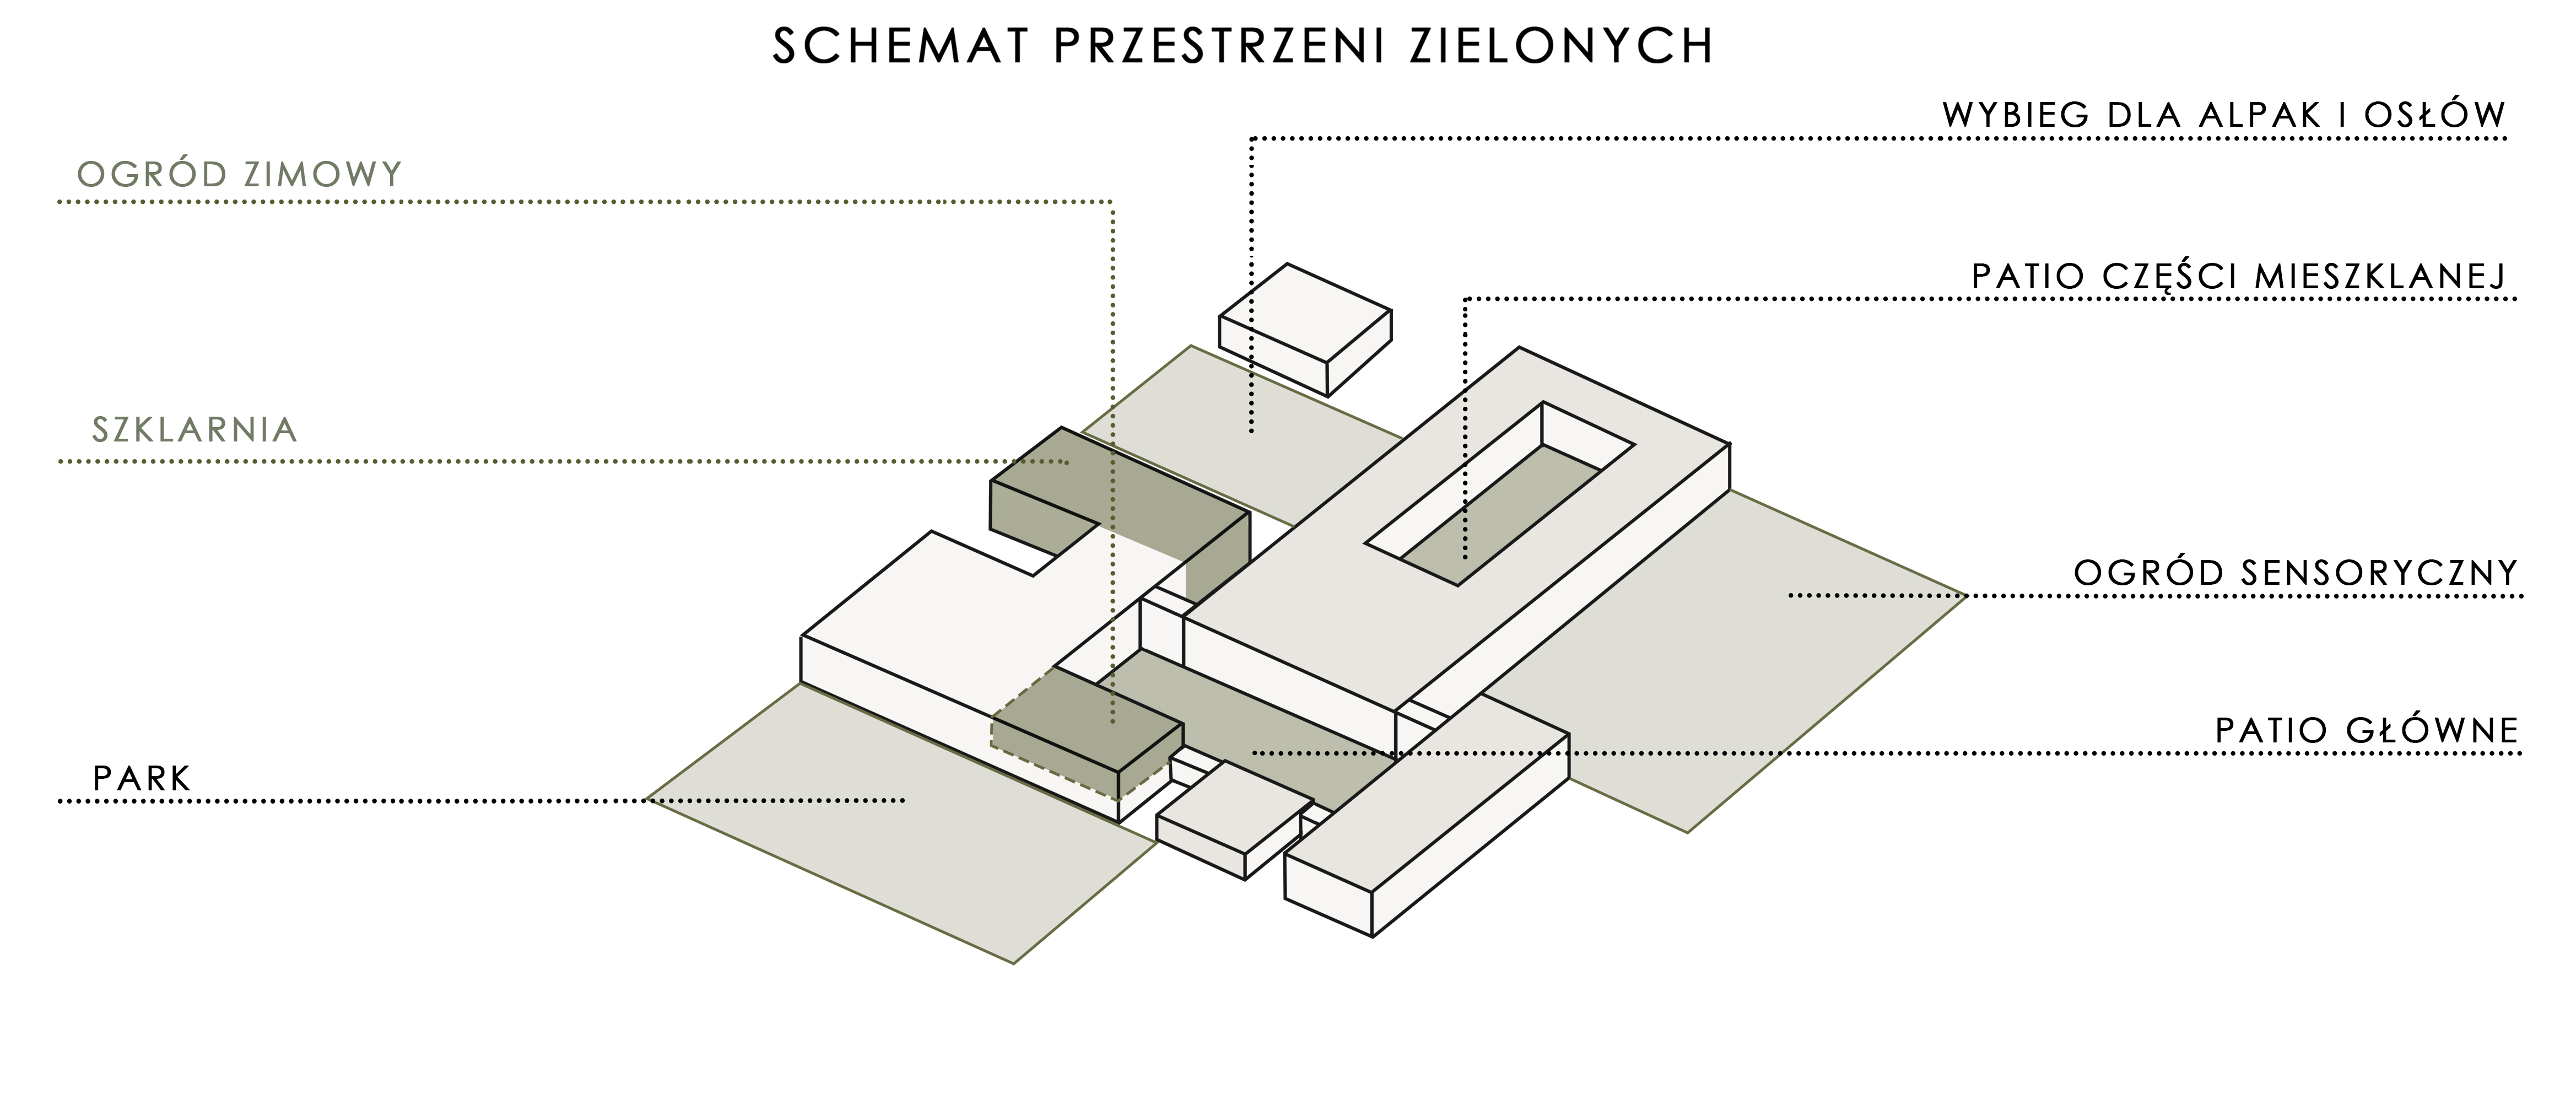 SCHEMAT PRZESTRZENI ZIELONYCH
WYBIEG DLA ALPAK I OSŁÓW
OGRÓD ZIMOWY
PATIO CZĘŚCI MIESZKLANEJ
SZKLARNIA
OGRÓD SENSORYCZNY
PATIO GŁÓWNE
PARK